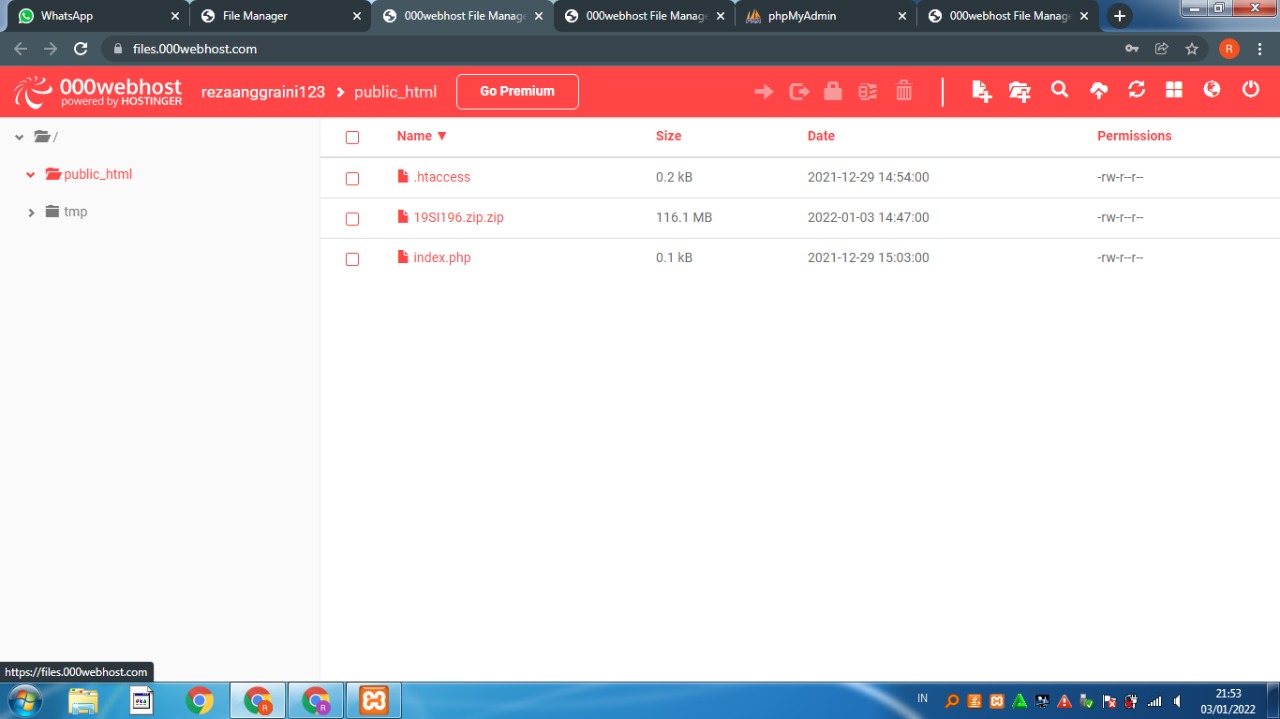 WhatsApp
File Manager
000webhost File Manage
000webhost File Manage
phpMyAdmin
000webhost File Manage
files.000webhost.com
R
000webhost
powered by HOSTINGER
rezaanggraini123 > public_html
Go Premium
/
public_html
tmp
Name ▼ Size Date Permissions
.htaccess 0.2 kB 2021-12-29 14:54:00 -rw-r--r--
19SI196.zip.zip 116.1 MB 2022-01-03 14:47:00 -rw-r--r--
index.php 0.1 kB 2021-12-29 15:03:00 -rw-r--r--
https://files.000webhost.com
R
R
IN
21:53
03/01/2022